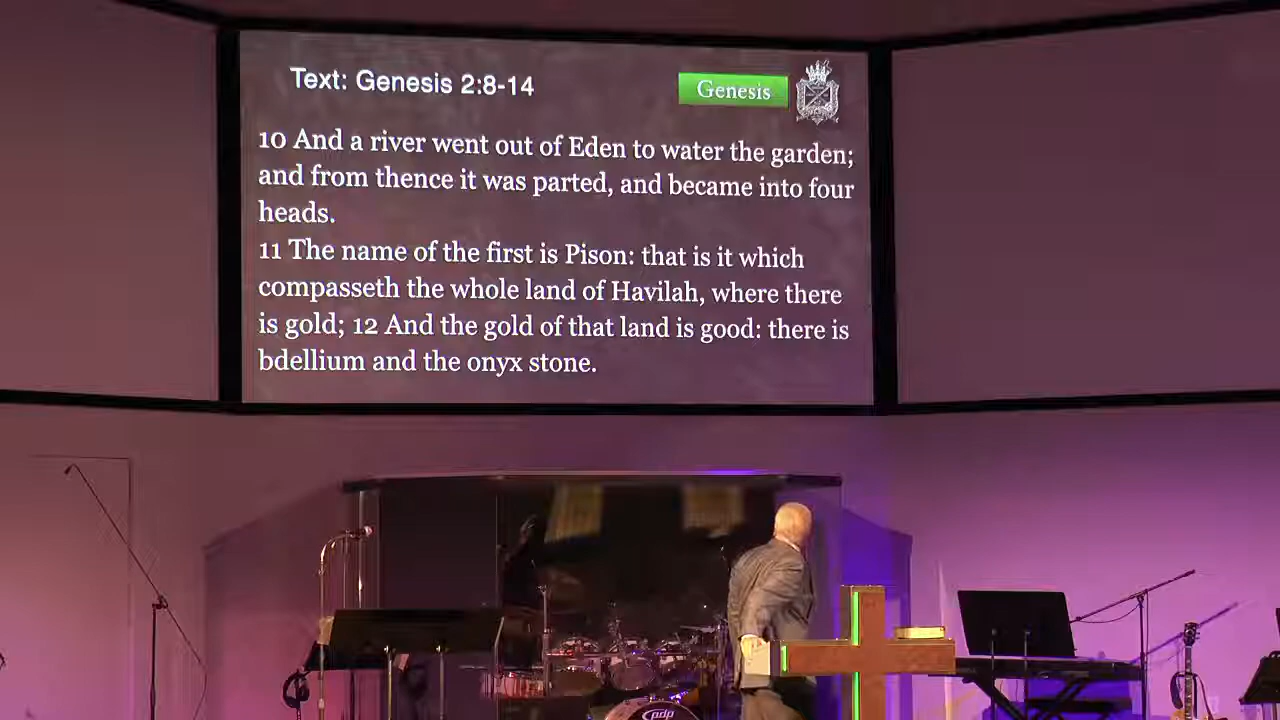 Text: Genesis 2:8-14
Genesis
10 And a river went out of Eden to water the garden;
and from thence it was parted, and became into four
heads.
11 The name of the first is Pison: that is it which
compasseth the whole land of Havilah, where there
is gold; 12 And the gold of that land is good: there is
bdellium and the onyx stone.
pdp